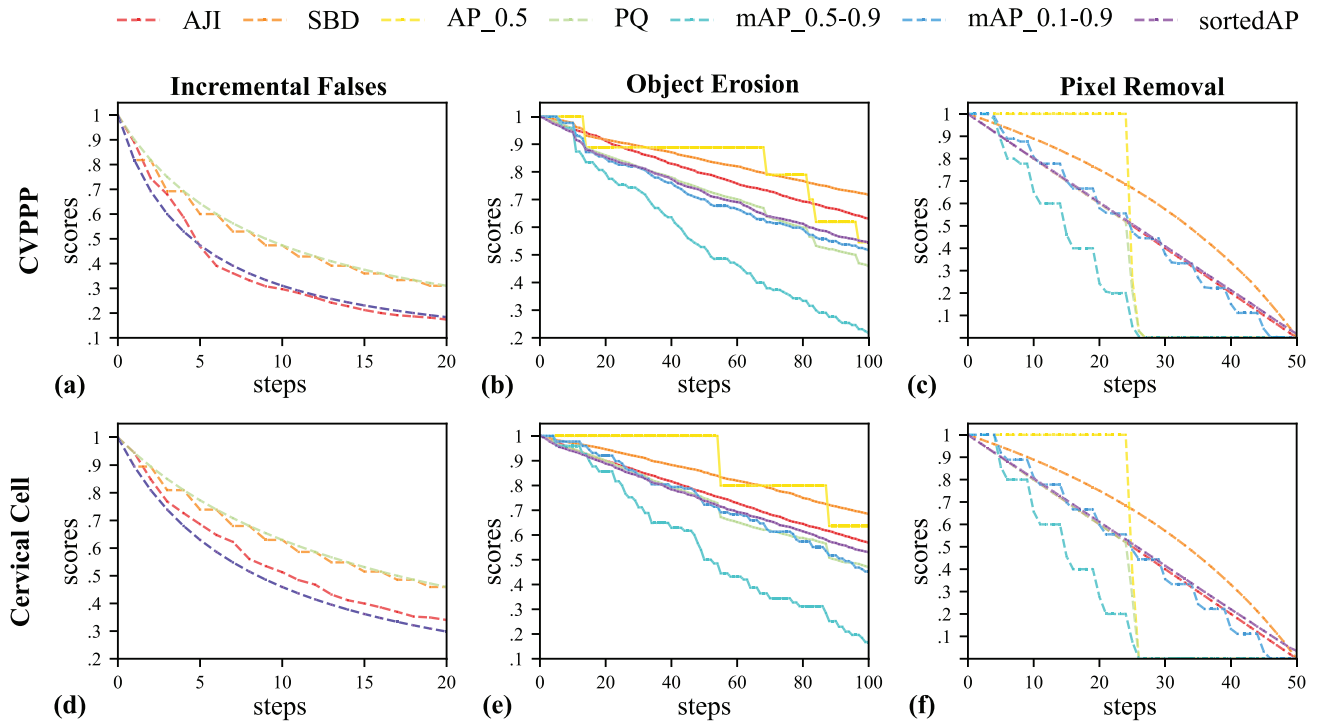 AJI SBD AP_0.5 PQ mAP_0.5-0.9 mAP_0.1-0.9 sortedAP
Incremental Falses Object Erosion Pixel Removal
CVPPP
scores
1
.9
.8
.7
.6
.5
.4
.3
.2
.1
0 5 10 15 20
steps
(a)
scores
1
.9
.8
.7
.6
.5
.4
.3
.2
0 20 40 60 80 100
steps
(b)
scores
1
.9
.8
.7
.6
.5
.4
.3
.2
.1
0 10 20 30 40 50
steps
(c)
Cervical Cell
scores
1
.9
.8
.7
.6
.5
.4
.3
.2
0 5 10 15 20
steps
(d)
scores
1
.9
.8
.7
.6
.5
.4
.3
.2
.1
0 20 40 60 80 100
steps
(e)
scores
1
.9
.8
.7
.6
.5
.4
.3
.2
.1
0 10 20 30 40 50
steps
(f)